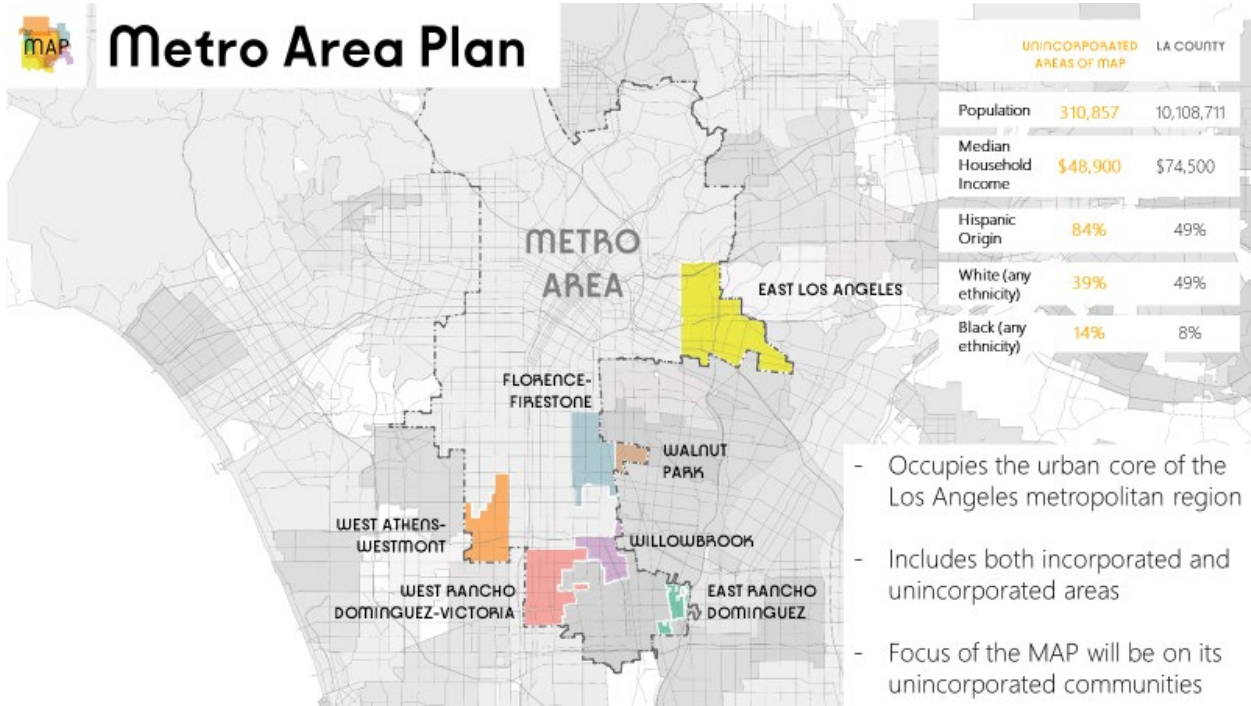 MAP
Metro Area Plan
UNINCORPORATED
AREAS OF MAP
LA COUNTY
Population 310,857 10,108,711
Median
Household
Income
$48,900 $74,500
Hispanic
Origin
84% 49%
White (any
ethnicity)
39% 49%
Black (any
ethnicity)
14% 8%
METRO
AREA
EAST LOS ANGELES
FLORENCE-
FIRESTONE
WALNUT
PARK
WEST ATHENS-
WESTMONT
WILLOWBROOK
WEST RANCHO
DOMINGUEZ-VICTORIA
EAST RANCHO
DOMINGUEZ
- Occupies the urban core of the
Los Angeles metropolitan region
- Includes both incorporated and
unincorporated areas
- Focus of the MAP will be on its
unincorporated communities